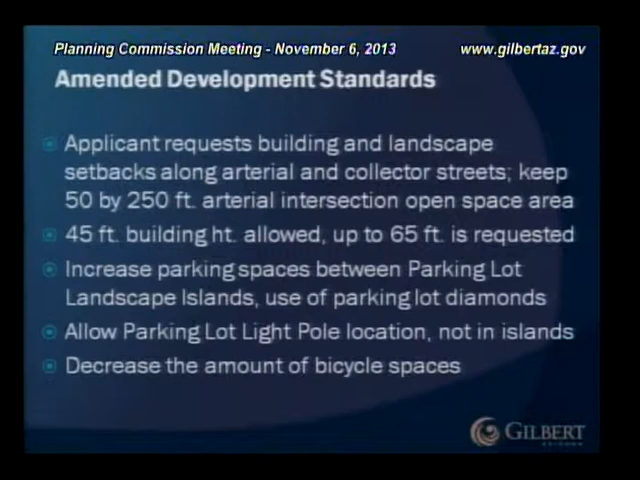 Planning Commission Meeting - November 6, 2013 www.gilbertaz.gov
Amended Development Standards
Applicant requests building and landscape
setbacks along arterial and collector streets; keep
50 by 250 ft. arterial intersection open space area
45 ft. building ht. allowed, up to 65 ft. is requested
Increase parking spaces between Parking Lot
Landscape Islands, use of parking lot diamonds
Allow Parking Lot Light Pole location, not in islands
Decrease the amount of bicycle spaces
GILBERT